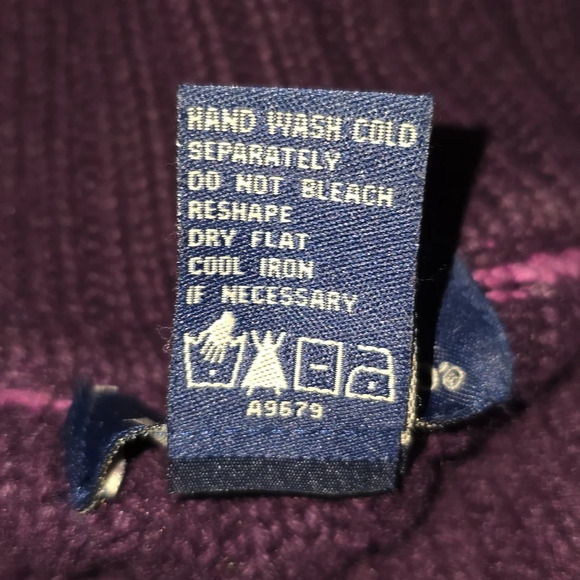 HAND WASH COLD
SEPARATELY
DO NOT BLEACH
RESHAPE
DRY FLAT
COOL IRON
IF NECESSARY
A9679
®